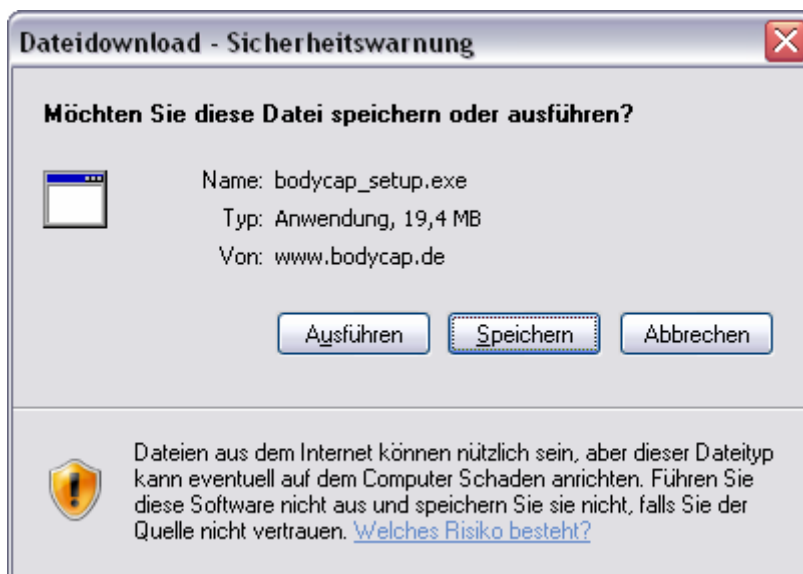 Dateidownload - Sicherheitswarnung
Möchten Sie diese Datei speichern oder ausführen?
Name: bodycap_setup.exe
Typ: Anwendung, 19,4 MB
Von: www.bodycap.de
Ausführen Speichern Abbrechen
Dateien aus dem Internet können nützlich sein, aber dieser Dateityp
kann eventuell auf dem Computer Schaden anrichten. Führen Sie
diese Software nicht aus und speichern Sie sie nicht, falls Sie der
Quelle nicht vertrauen. Welches Risiko besteht?